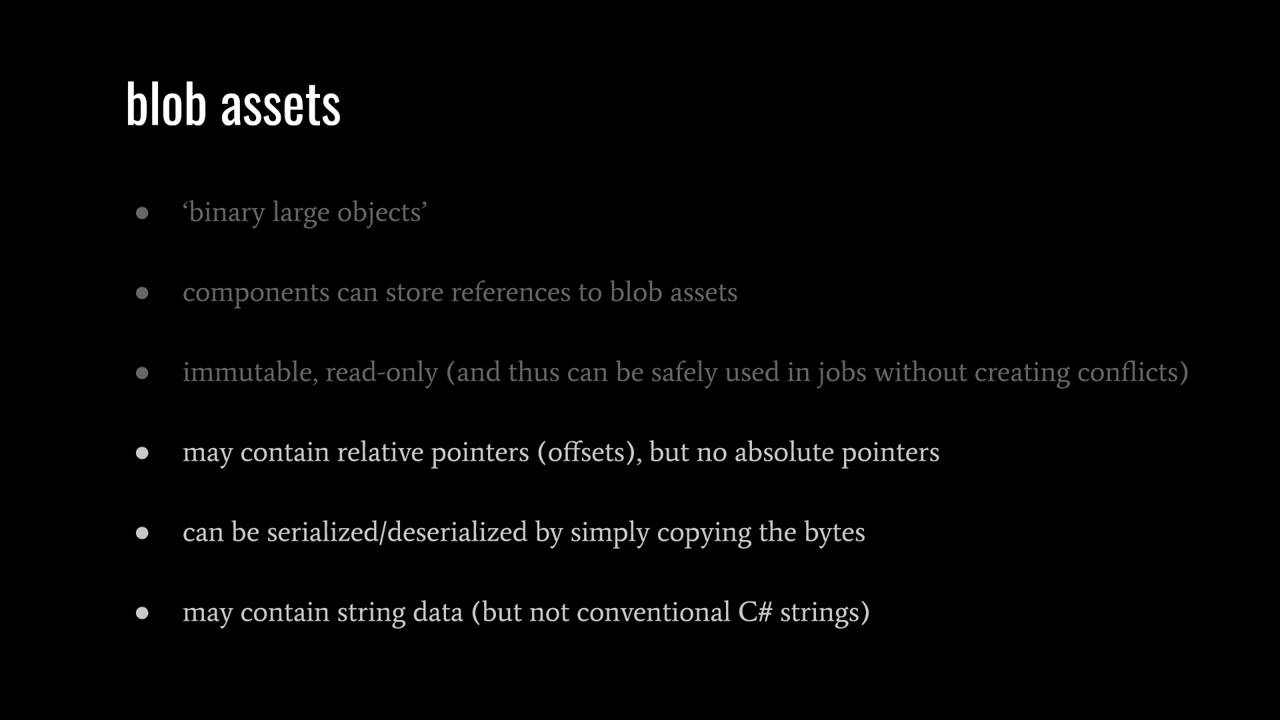 blob assets
● ‘binary large objects’
● components can store references to blob assets
● immutable, read-only (and thus can be safely used in jobs without creating conflicts)
● may contain relative pointers (offsets), but no absolute pointers
● can be serialized/deserialized by simply copying the bytes
● may contain string data (but not conventional C# strings)